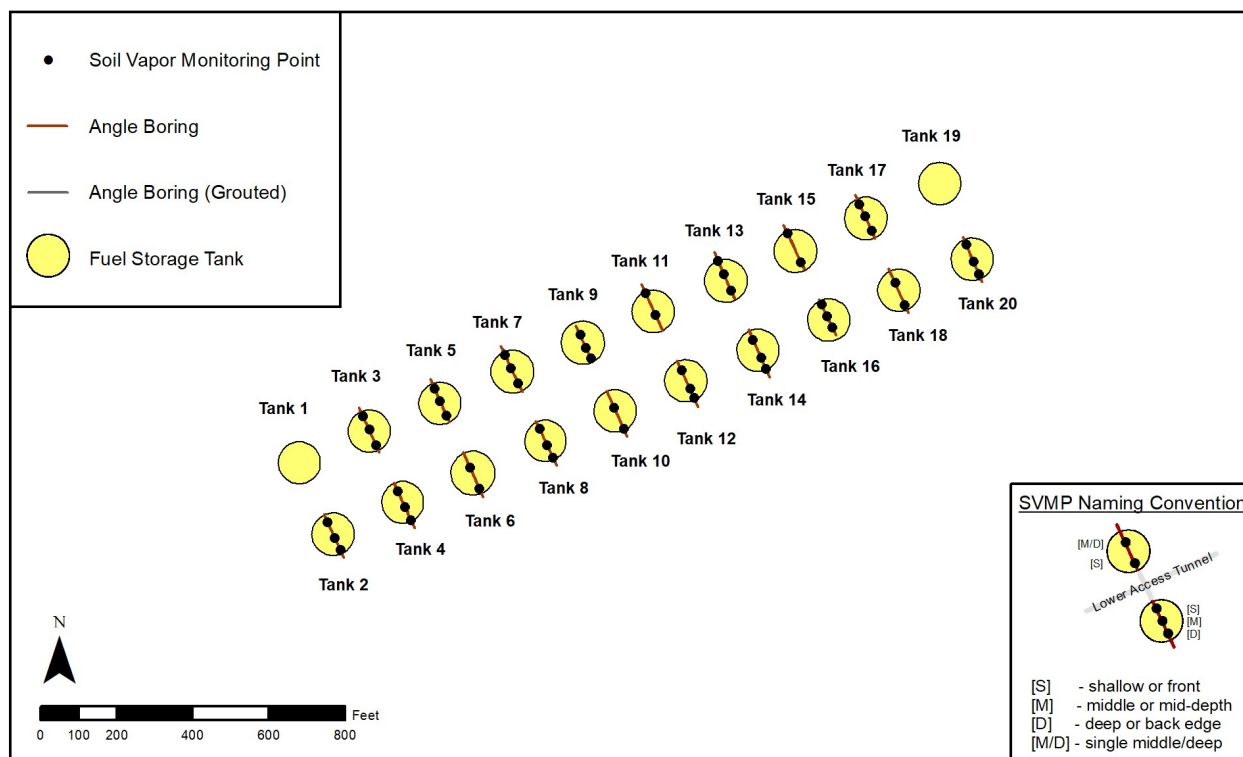 Soil Vapor Monitoring Point
Angle Boring
Angle Boring (Grouted)
Fuel Storage Tank
Tank 19
Tank 17
Tank 15
Tank 13
Tank 11
Tank 9
Tank 7
Tank 5
Tank 3
Tank 1
Tank 20
Tank 18
Tank 16
Tank 14
Tank 12
Tank 10
Tank 8
Tank 6
Tank 4
Tank 2
N
Feet
0 100 200 400 600 800
SVMP Naming Convention
[M/D]
[S]
Lower Access Tunnel
[S]
[M]
[D]
[S] - shallow or front
[M] - middle or mid-depth
[D] - deep or back edge
[M/D] - single middle/deep